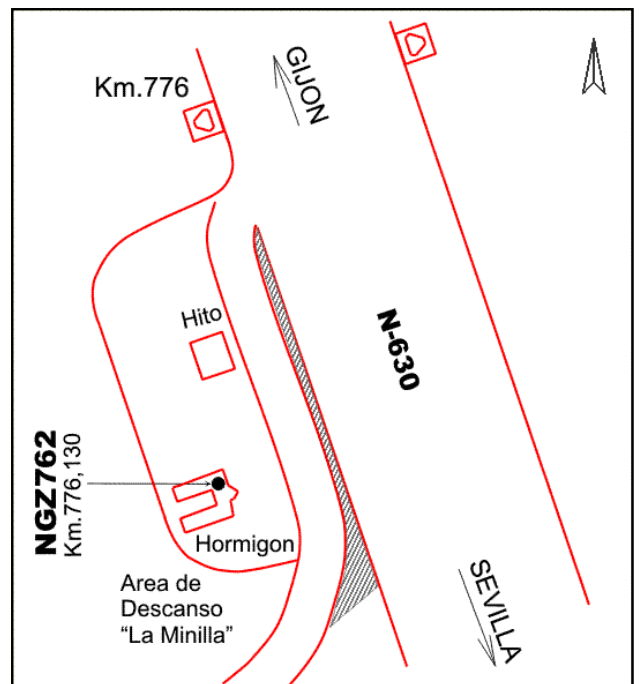 GIJON
Km.776
Hito
N-630
NGZ762
Km.776,130
Hormigon
Area de
Descanso
“La Minilla”
SEVILLA